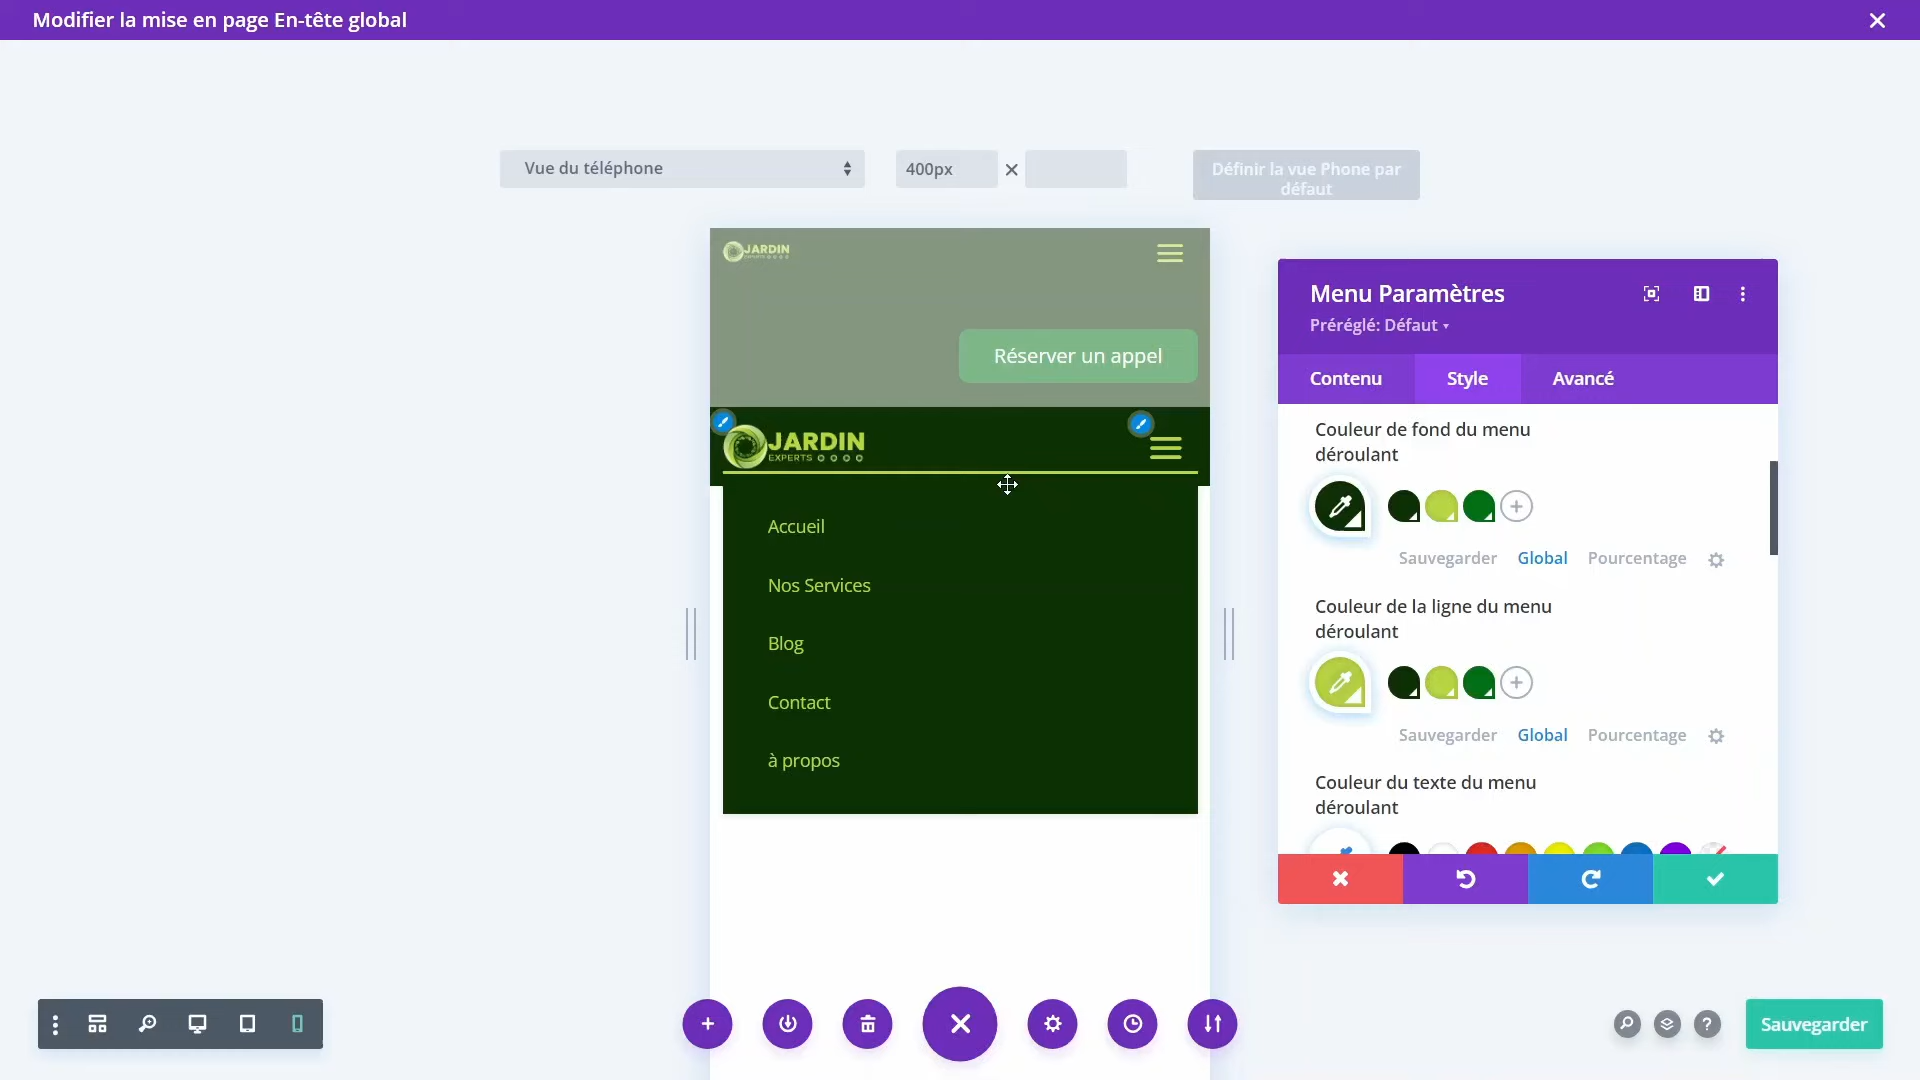 Modifier la mise en page En-tête global
Vue du téléphone
400px
Définir la vue Phone par
défaut
JARDIN
EXPERTS
Réserver un appel
JARDIN
EXPERTS
Accueil
Nos Services
Blog
Contact
à propos
Menu Paramètres
Préréglé: Défaut
Contenu
Style
Avancé
Couleur de fond du menu
déroulant
Sauvegarder
Global
Pourcentage
Couleur de la ligne du menu
déroulant
Sauvegarder
Global
Pourcentage
Couleur du texte du menu
déroulant
?
Sauvegarder